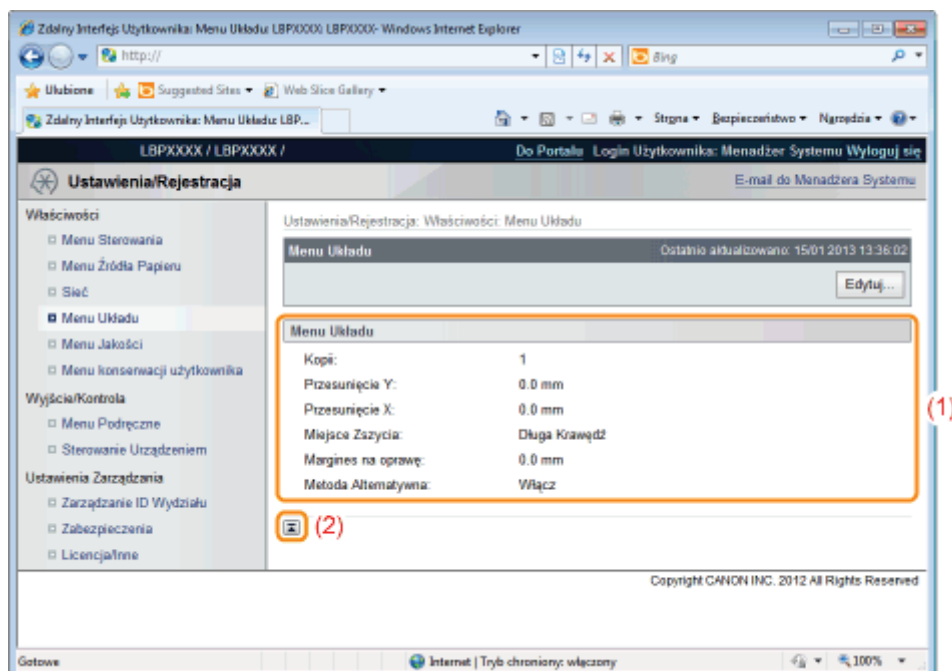 Zdalny Interfejs Użytkownika: Menu Układu: LBPXXXX: LBPXXXX- Windows Internet Explorer
http://
Bing
Ulubione Suggested Sites Web Slice Gallery
Zdalny Interfejs Użytkownika: Menu Układu: LBP...
Strona Bezpieczeństwo Narzędzia
LBPXXXX / LBPXXXX /
Do Portalu Login Użytkownika: Menadżer Systemu Wyloguj się
Ustawienia/Rejestracja
E-mail do Menadżera Systemu
Właściwości
Menu Sterowania
Menu Źródła Papieru
Sieć
Menu Układu
Menu Jakości
Menu konserwacji użytkownika
Wyjście/Kontrola
Menu Podręczne
Sterowanie Urządzeniem
Ustawienia Zarządzania
Zarządzanie ID Wydziału
Zabezpieczenia
Licencja/Inne
Ustawienia/Rejestracja: Właściwości: Menu Układu
Menu Układu
Ostatnio aktualizowano: 15/01 2013 13:36:02
Edytuj...
Menu Układu
Kopii: 1
Przesunięcie Y: 0.0 mm
Przesunięcie X: 0.0 mm
Miejsce Zszycia: Długa Krawędź
Margines na oprawę: 0.0 mm
Metoda Alternatywna: Włącz
(1)
(2)
Copyright CANON INC. 2012 All Rights Reserved
Gotowe
Internet | Tryb chroniony: włączony
100%